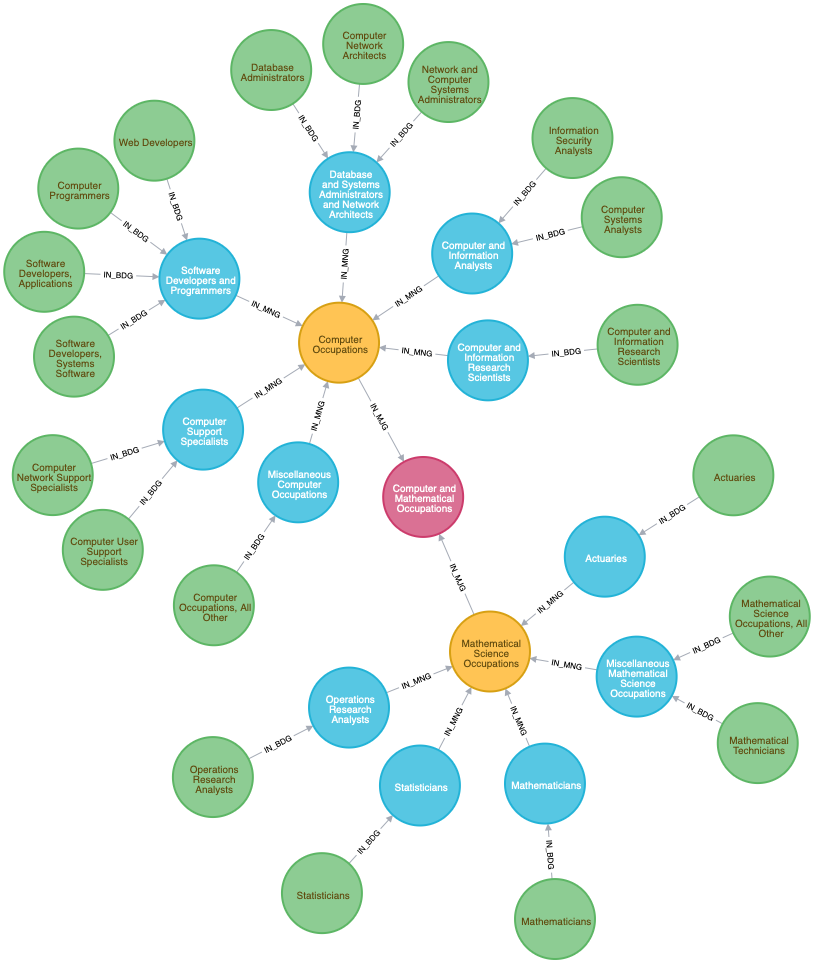 Computer
Network
Architects
Database
Administrators
Network and
Computer
Systems
Administrators
IN_BDG
IN_BDG
IN_BDG
Web Developers
Information
Security
Analysts
Computer
Programmers
IN_BDG
Database
and Systems
Administrators
and Network
Architects
IN_BDG
Computer
Systems
Analysts
IN_BDG
IN_BDG
Software
Developers,
Applications
IN_BDG
Software
Developers and
Programmers
IN_MNG
Computer and
Information
Analysts
IN_BDG
IN_MNG
IN_MNG
Software
Developers,
Systems
Software
Computer
Occupations
IN_MNG
Computer and
Information
Research
Scientists
IN_BDG
Computer and
Information
Research
Scientists
IN_MNG
IN_MNG
IN_MJG
Computer
Support
Specialists
IN_BDG
Computer
Network Support
Specialists
IN_BDG
Miscellaneous
Computer
Occupations
Computer and
Mathematical
Occupations
Actuaries
IN_BDG
Computer User
Support
Specialists
IN_BDG
Actuaries
IN_MJG
IN_MNG
Computer
Occupations, All
Other
Mathematical
Science
Occupations, All
Other
Mathematical
Science
Occupations
IN_MNG
Miscellaneous
Mathematical
Science
Occupations
IN_BDG
IN_BDG
IN_MNG
Operations
Research
Analysts
IN_MNG
IN_MNG
IN_BDG
Mathematical
Technicians
Operations
Research
Analysts
Statisticians
Mathematicians
IN_BDG
IN_BDG
Statisticians
Mathematicians